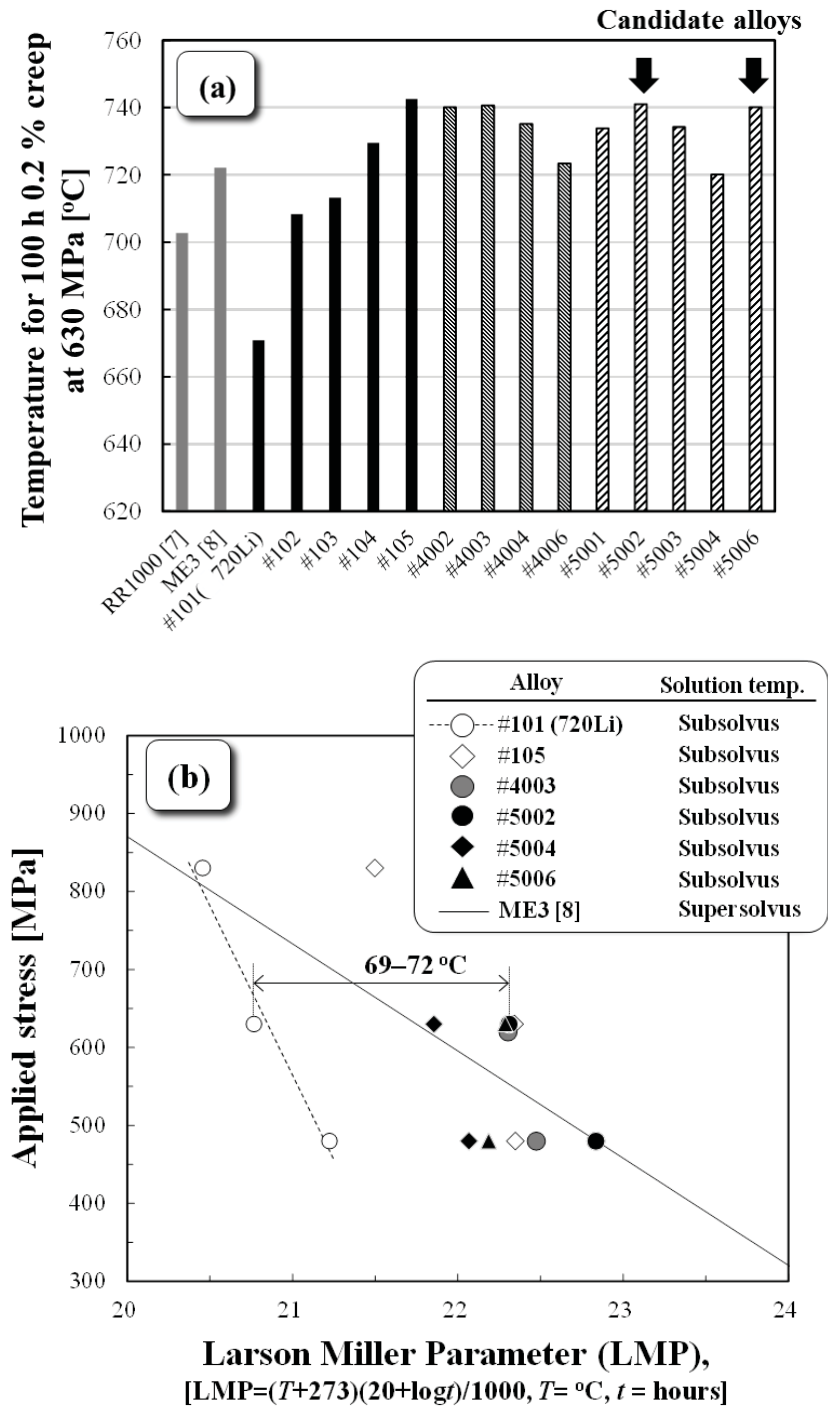 Candidate alloys
(a)
Temperature for 100 h 0.2 % creep
at 630 MPa [°C]
760
740
720
700
680
660
640
620
RR1000 [7]
ME3 [8]
#101( 720Li)
#102
#103
#104
#105
#4002
#4003
#4004
#4006
#5001
#5002
#5003
#5004
#5006
Alloy Solution temp.
#101 (720Li) Subsolvus
#105 Subsolvus
#4003 Subsolvus
#5002 Subsolvus
#5004 Subsolvus
#5006 Subsolvus
ME3 [8] Supersolvus
(b)
Applied stress [MPa]
1000
900
800
700
600
500
400
300
69–72 °C
20 21 22 23 24
Larson Miller Parameter (LMP),
[LMP=(T+273)(20+logt)/1000, T= °C, t = hours]